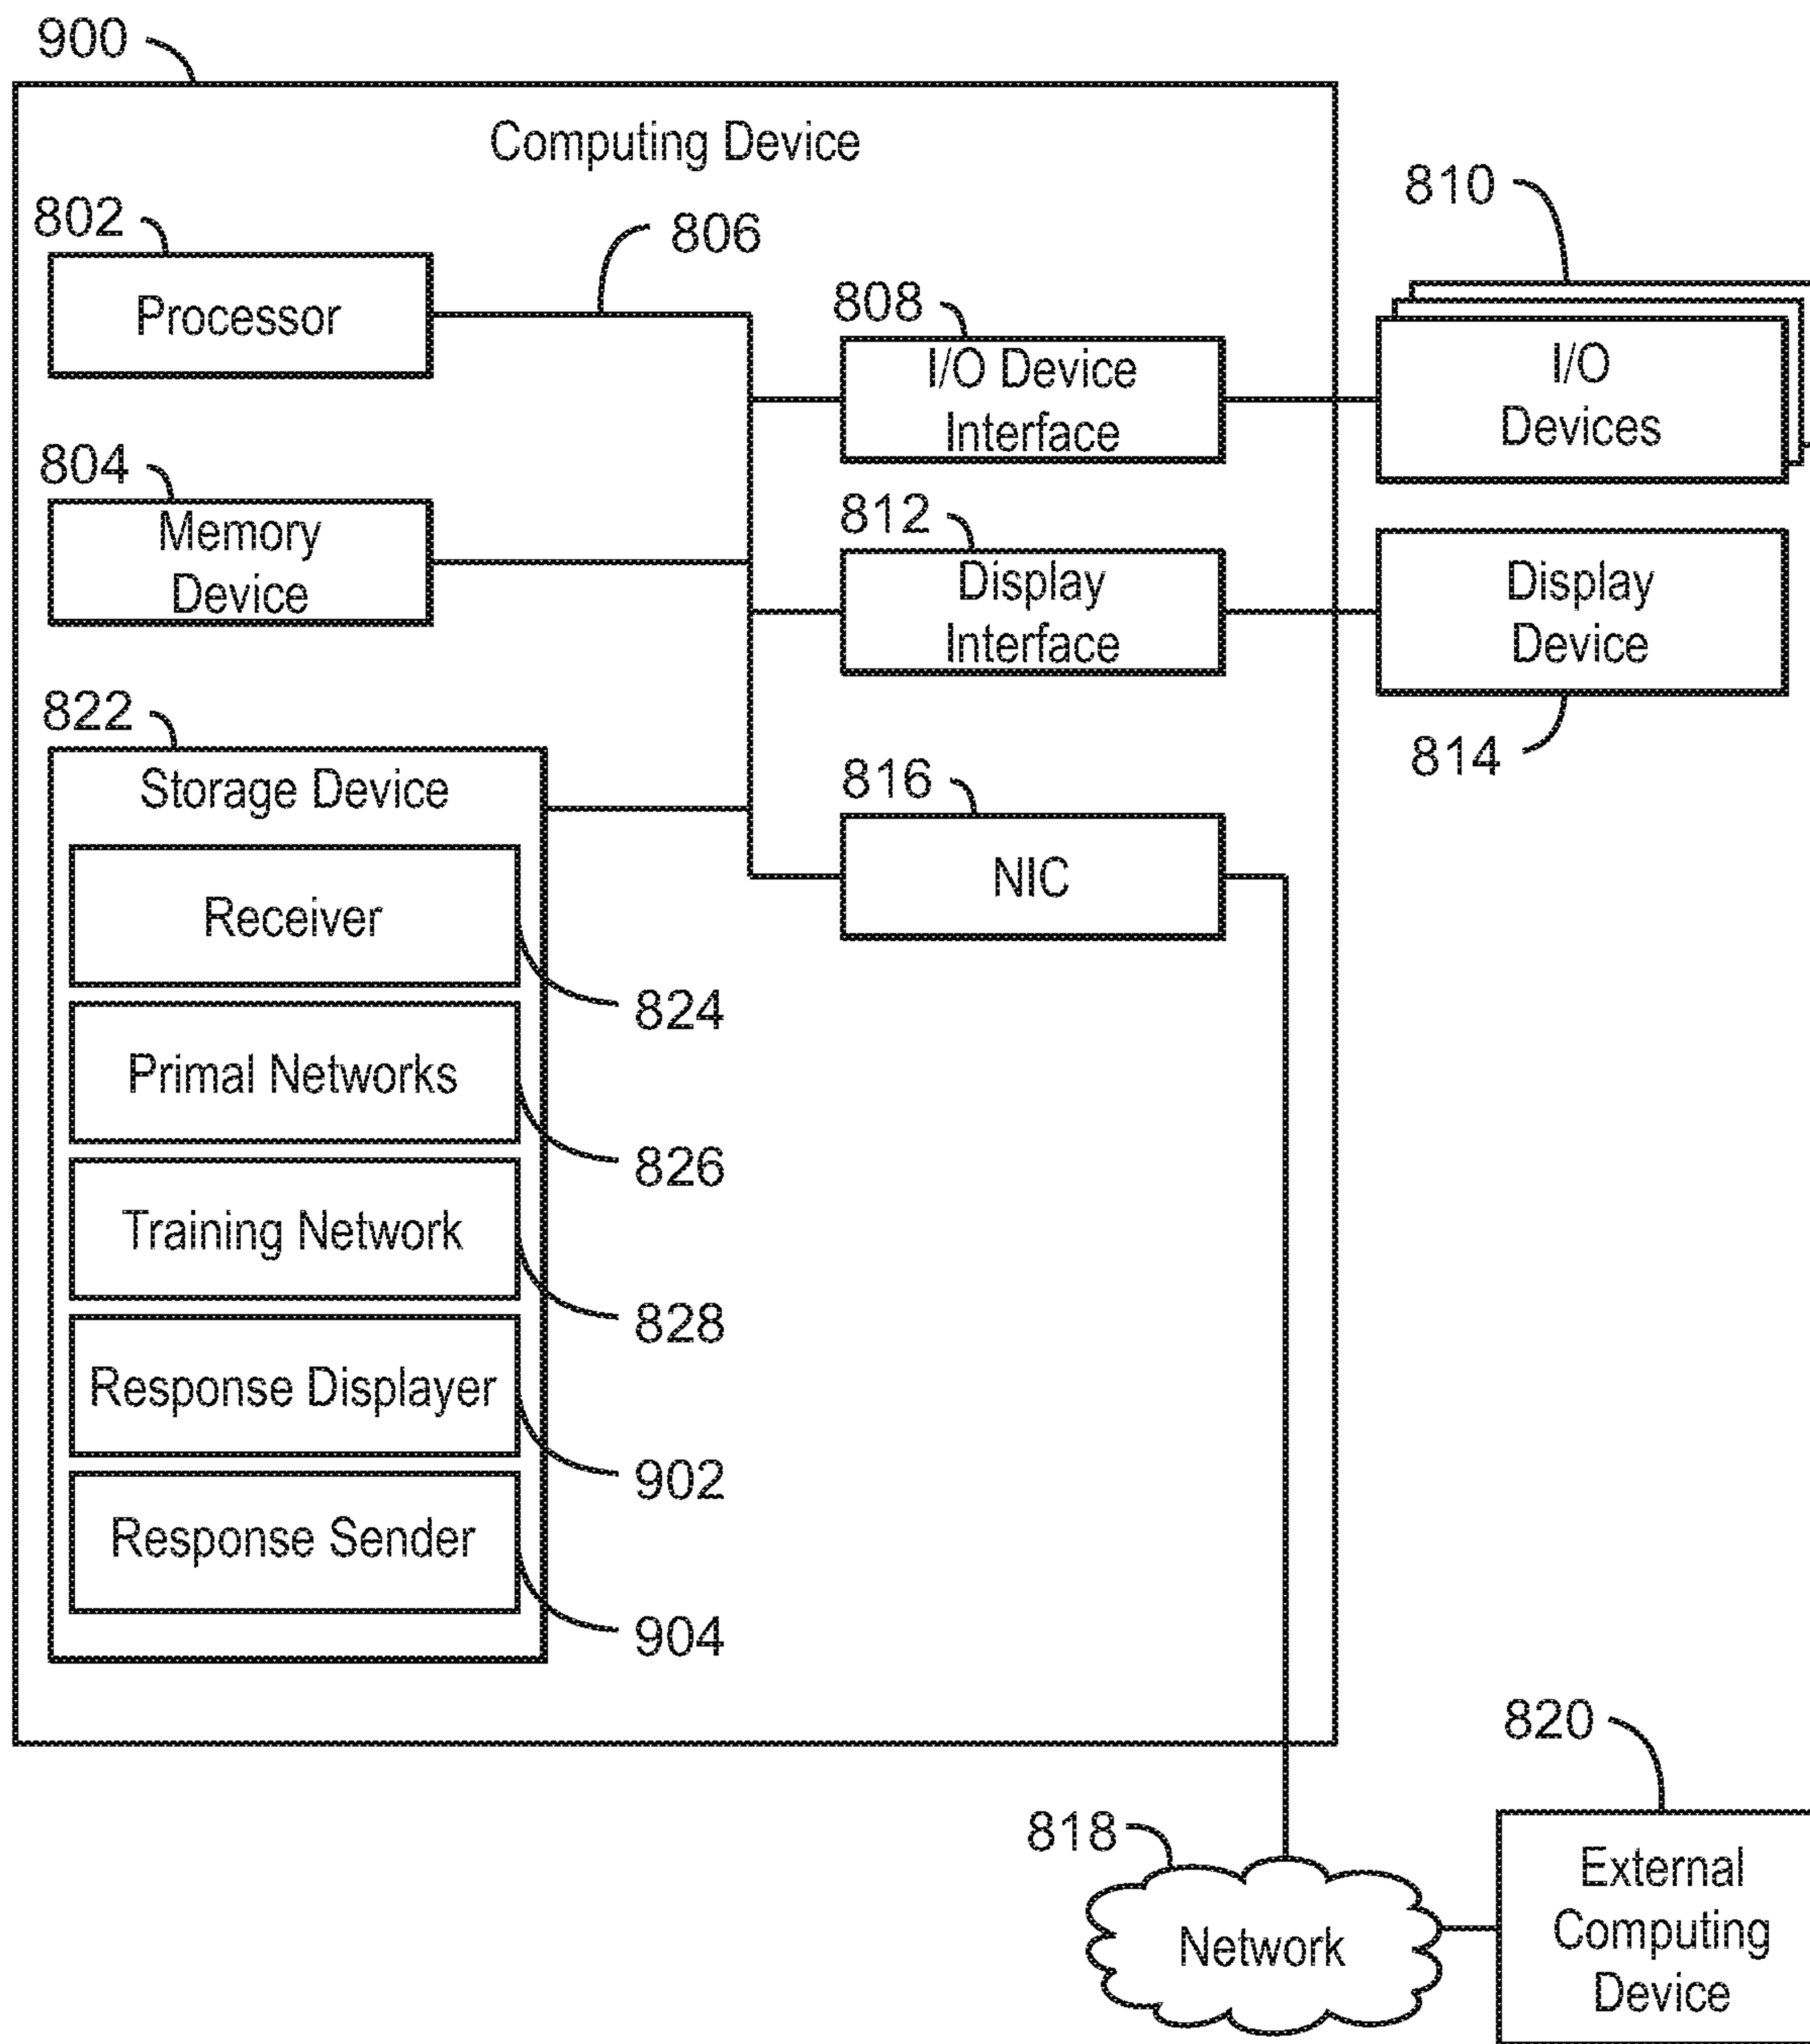 900
Computing Device
802
806
810
Processor
808
I/O Device
Interface
I/O
Devices
804
Memory
Device
812
Display
Interface
Display
Device
814
822
Storage Device
816
NIC
Receiver
824
Primal Networks
826
Training Network
828
Response Displayer
902
Response Sender
904
820
818
Network
External
Computing
Device